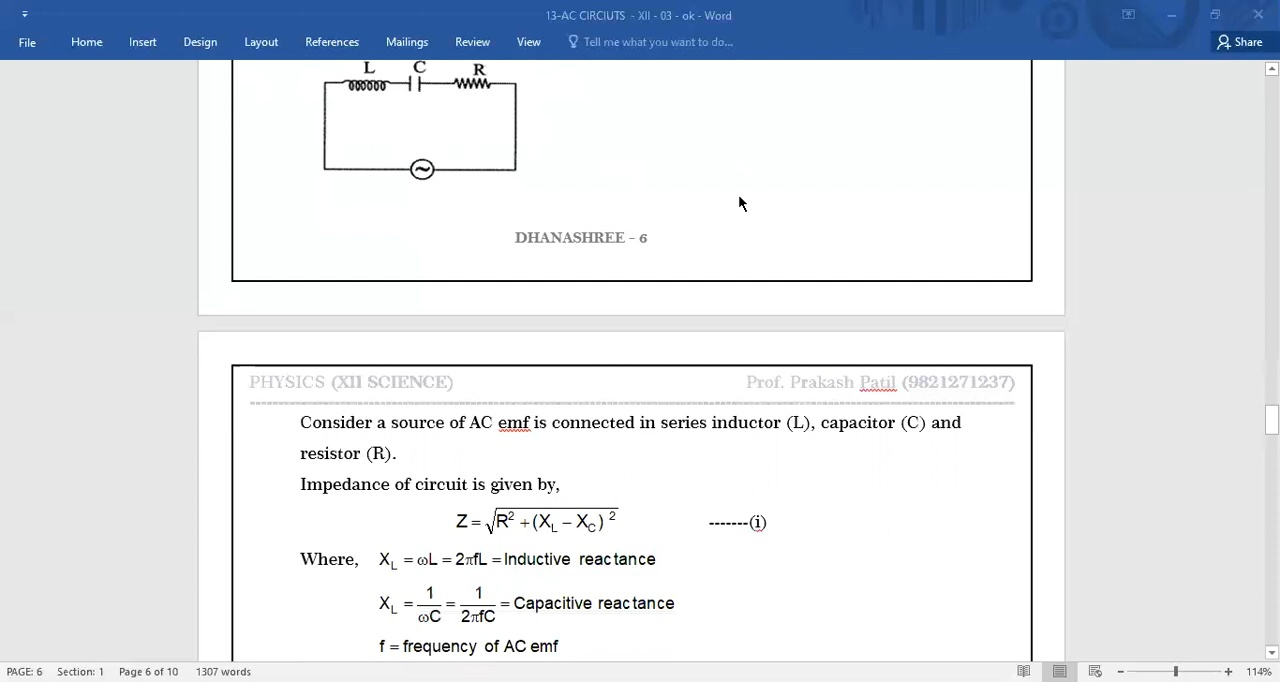 13-AC CIRCIUTS - XII - 03 - ok - Word
File Home Insert Design Layout References Mailings Review View Tell me what you want to do... Share
L C R
~
DHANASHREE - 6
PHYSICS (XII SCIENCE) Prof. Prakash Patil (9821271237)
Consider a source of AC emf is connected in series inductor (L), capacitor (C) and
resistor (R).
Impedance of circuit is given by,
Z = √R² + (X_L − X_C)² -------(i)
Where, X_L = ωL = 2πfL = Inductive reactance
X_L = 1/ωC = 1/2πfC = Capacitive reactance
f = frequency of AC emf
PAGE: 6 Section: 1 Page 6 of 10 1307 words 114%